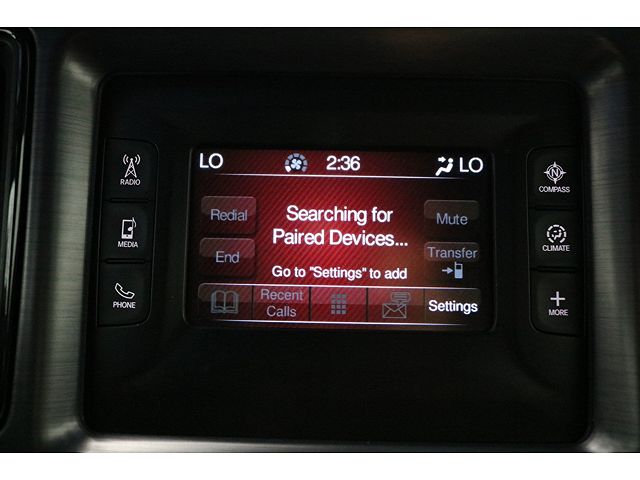 LO 2:36 LO
RADIO
MEDIA
PHONE
Redial
End
Searching for
Paired Devices...
Go to "Settings" to add
Mute
Transfer
Recent
Calls
Settings
N
COMPASS
CLIMATE
+
MORE